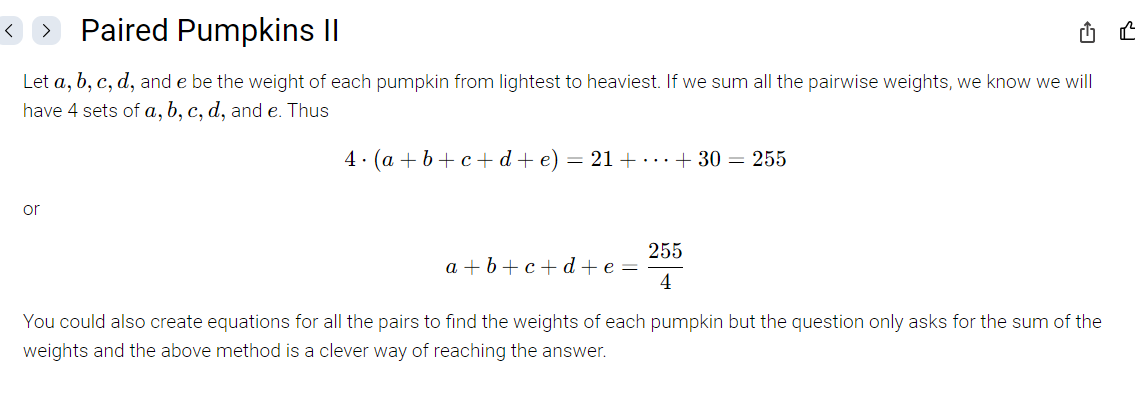 Paired Pumpkins II
Let a, b, c, d, and e be the weight of each pumpkin from lightest to heaviest. If we sum all the pairwise weights, we know we will
have 4 sets of a, b, c, d, and e. Thus
4 · (a + b + c + d + e) = 21 + ··· + 30 = 255
or
a + b + c + d + e = 255/4
You could also create equations for all the pairs to find the weights of each pumpkin but the question only asks for the sum of the
weights and the above method is a clever way of reaching the answer.